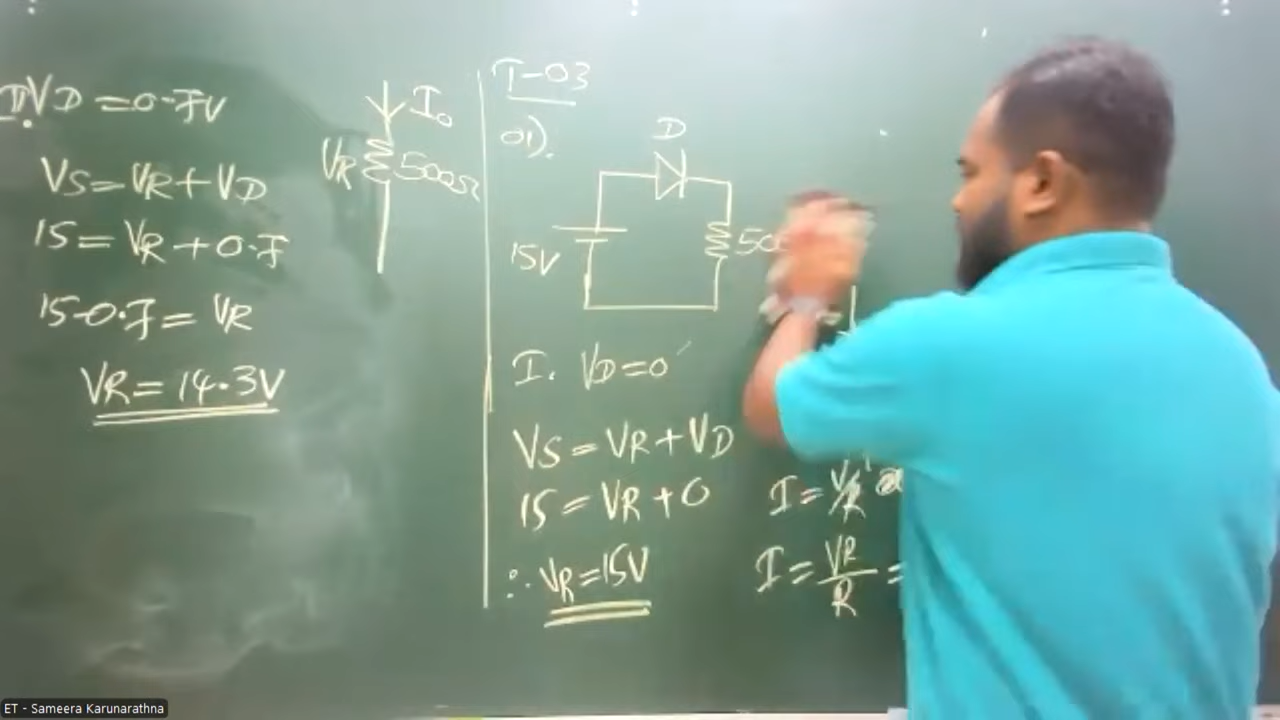 II. VD = 0.7V
VS = VR + VD
15 = VR + 0.7
15 - 0.7 = VR
VR = 14.3V
I₀
VR 500Ω
T-03
01).
D
15V
I. VD = 0
VS = VR + VD
15 = VR + 0
∴ VR = 15V
I =
I = VR/R =
ET - Sameera Karunarathna